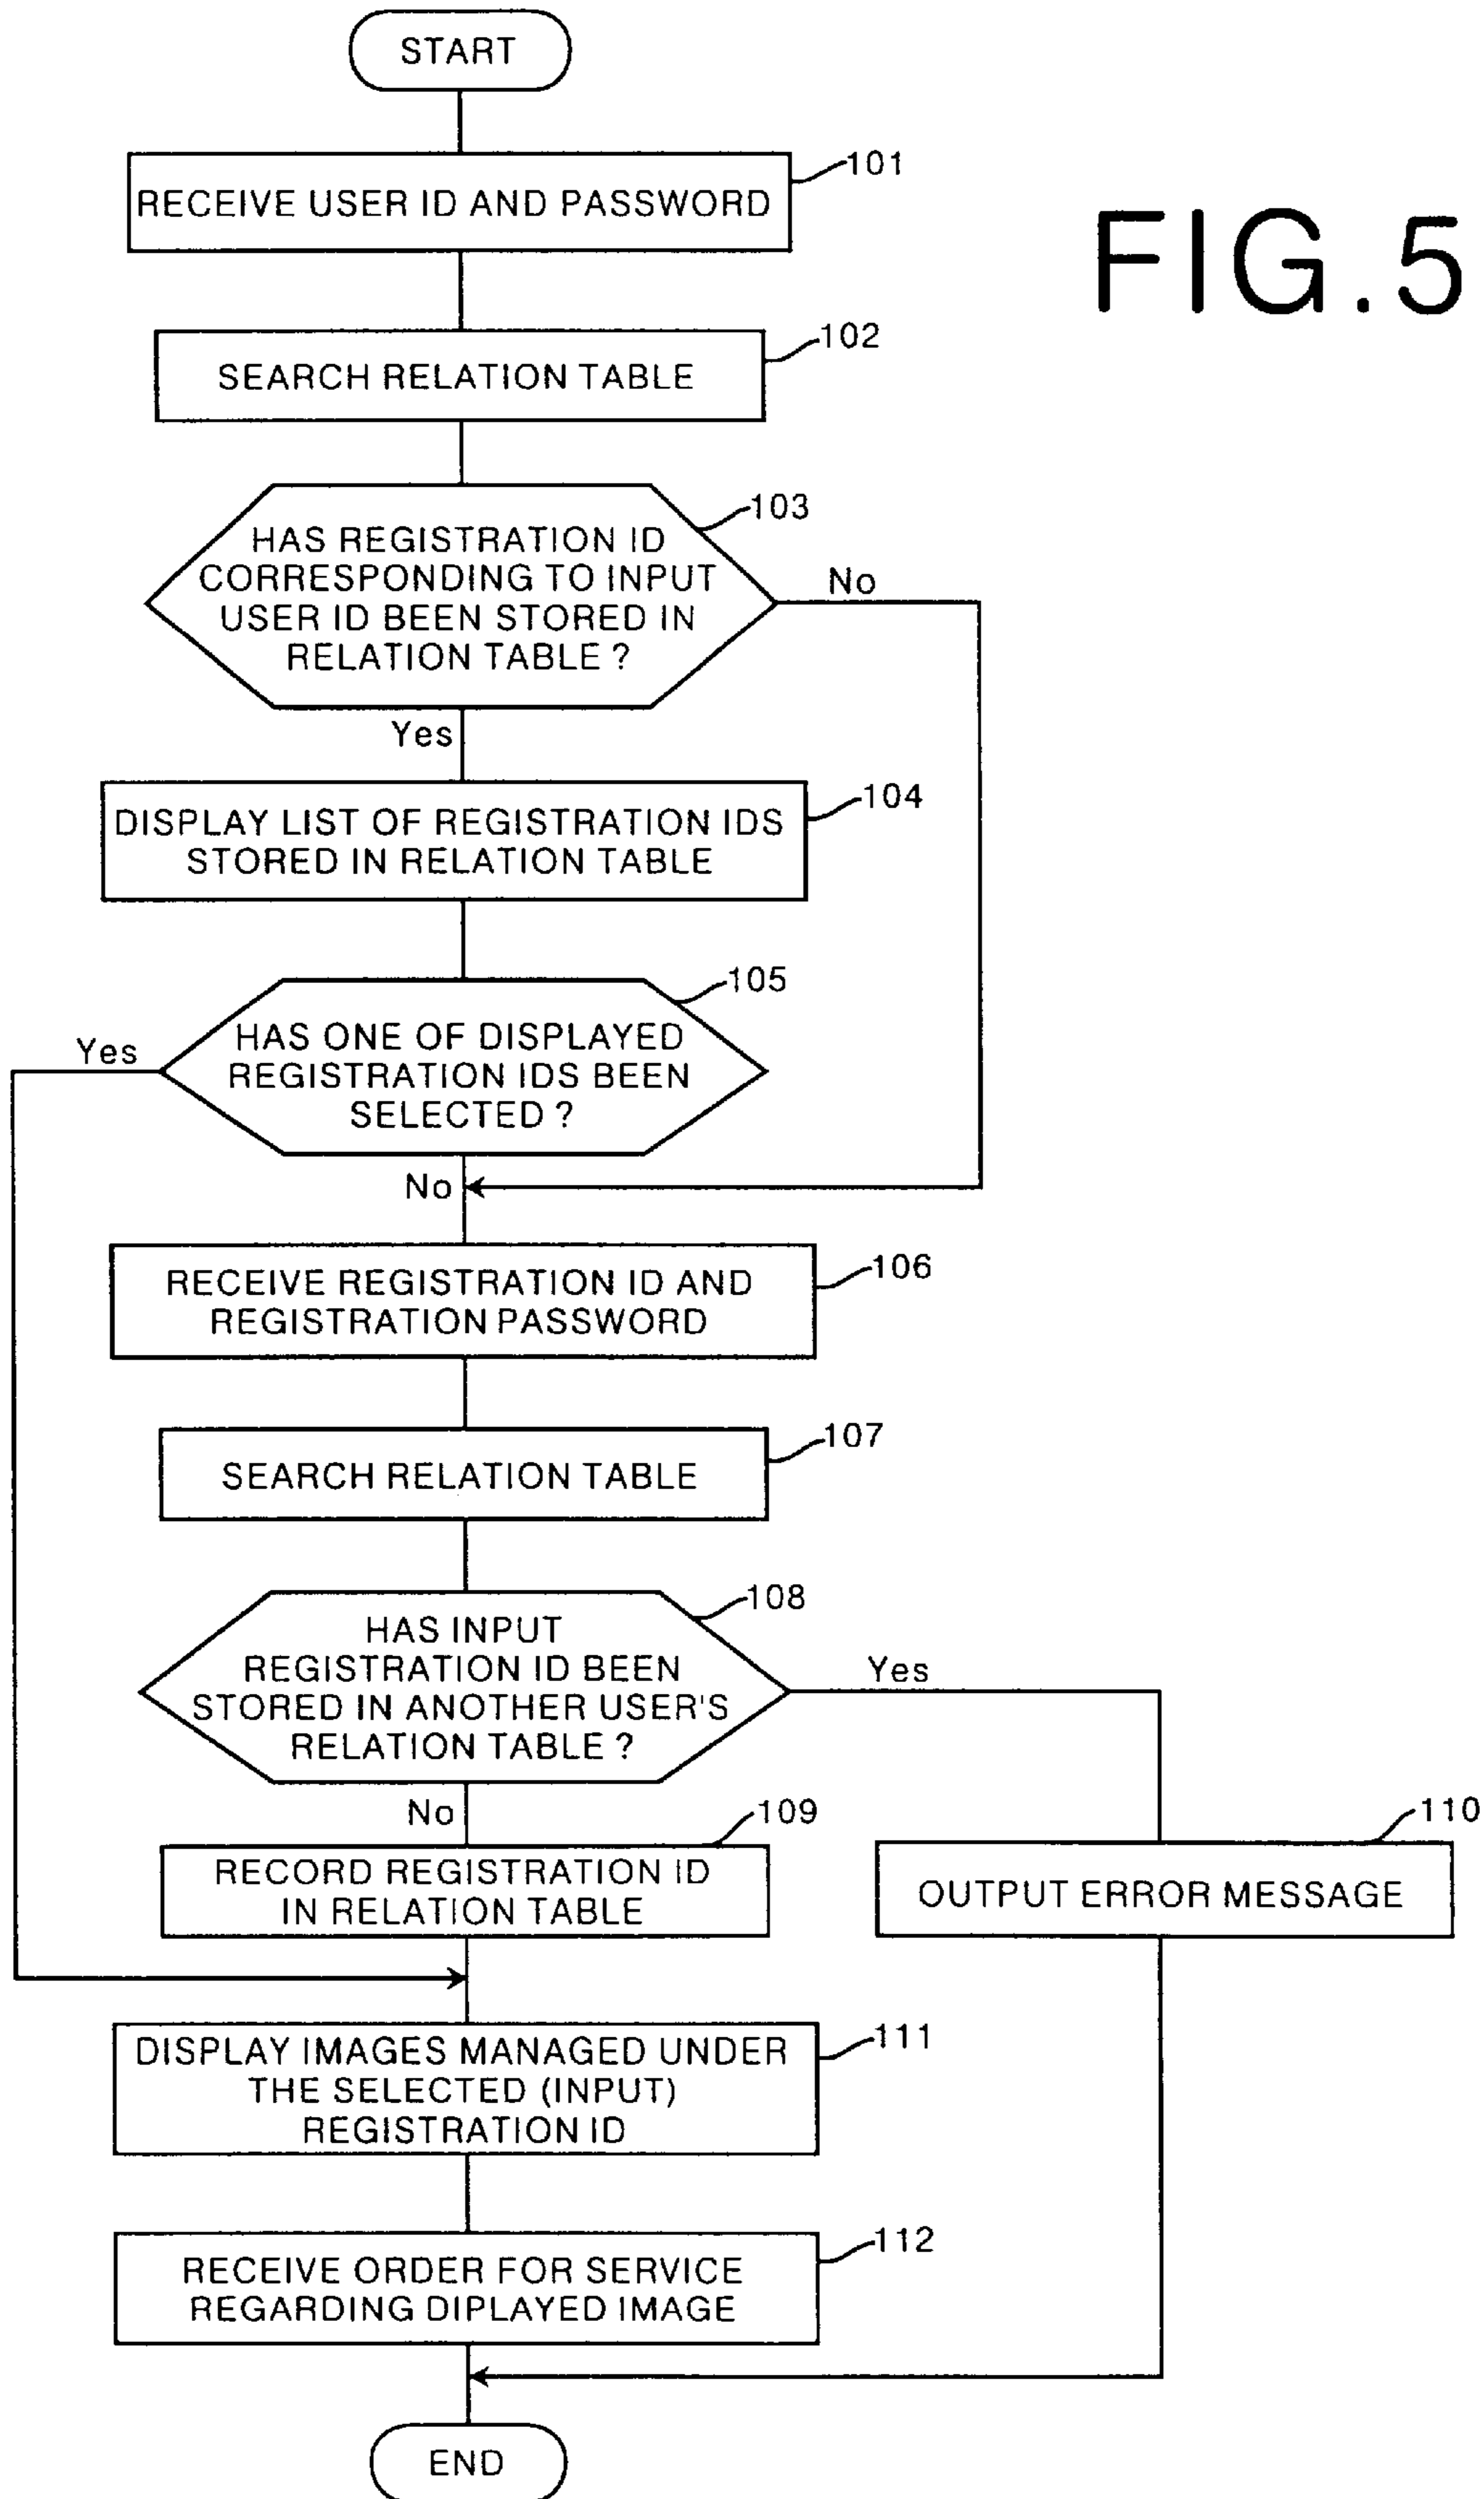 START
101
RECEIVE USER ID AND PASSWORD
FIG.5
102
SEARCH RELATION TABLE
103
HAS REGISTRATION ID
CORRESPONDING TO INPUT
USER ID BEEN STORED IN
RELATION TABLE ?
No
Yes
104
DISPLAY LIST OF REGISTRATION IDS
STORED IN RELATION TABLE
105
HAS ONE OF DISPLAYED
REGISTRATION IDS BEEN
SELECTED ?
Yes
No
106
RECEIVE REGISTRATION ID AND
REGISTRATION PASSWORD
107
SEARCH RELATION TABLE
108
HAS INPUT
REGISTRATION ID BEEN
STORED IN ANOTHER USER'S
RELATION TABLE ?
Yes
No
109
RECORD REGISTRATION ID
IN RELATION TABLE
110
OUTPUT ERROR MESSAGE
111
DISPLAY IMAGES MANAGED UNDER
THE SELECTED (INPUT)
REGISTRATION ID
112
RECEIVE ORDER FOR SERVICE
REGARDING DIPLAYED IMAGE
END